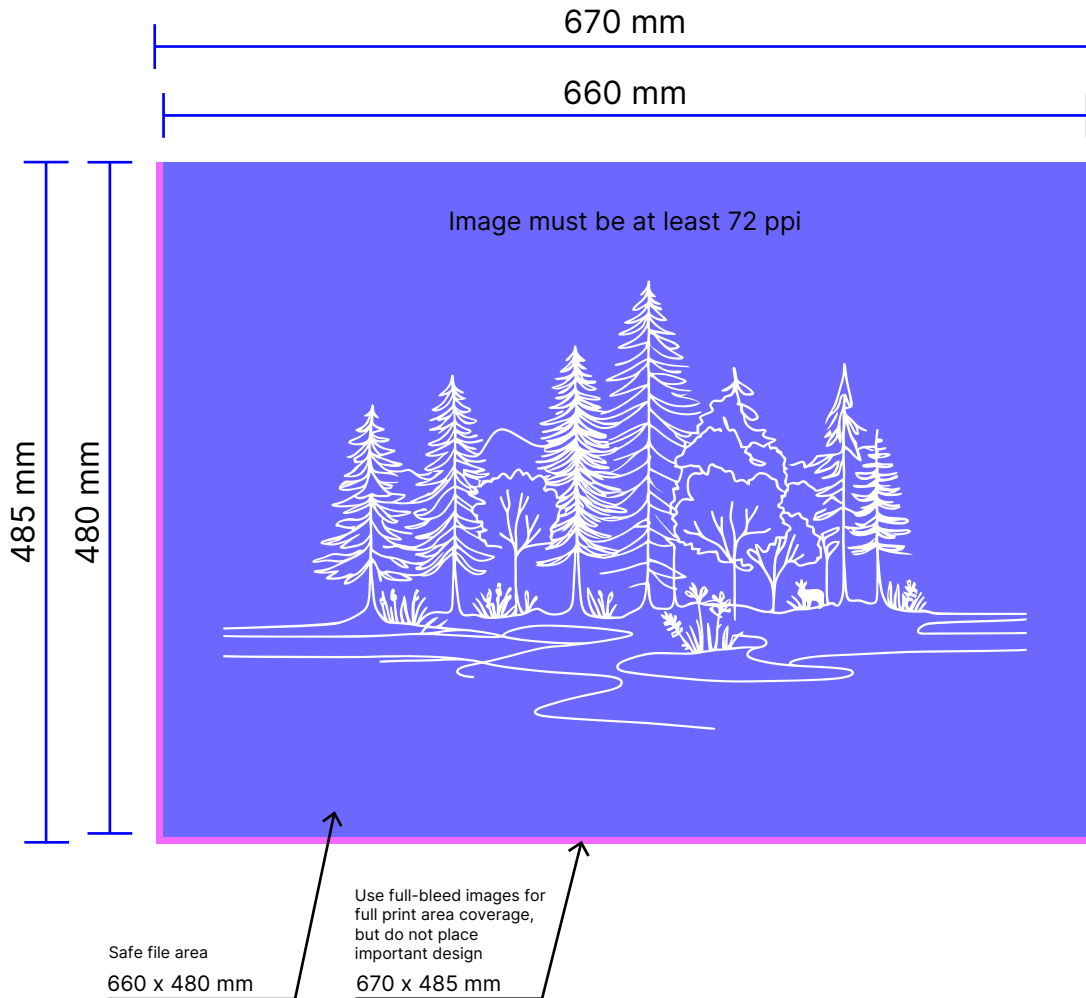 670 mm
660 mm
485 mm
480 mm
Image must be at least 72 ppi
Safe file area
660 x 480 mm
Use full-bleed images for
full print area coverage,
but do not place
important design
670 x 485 mm